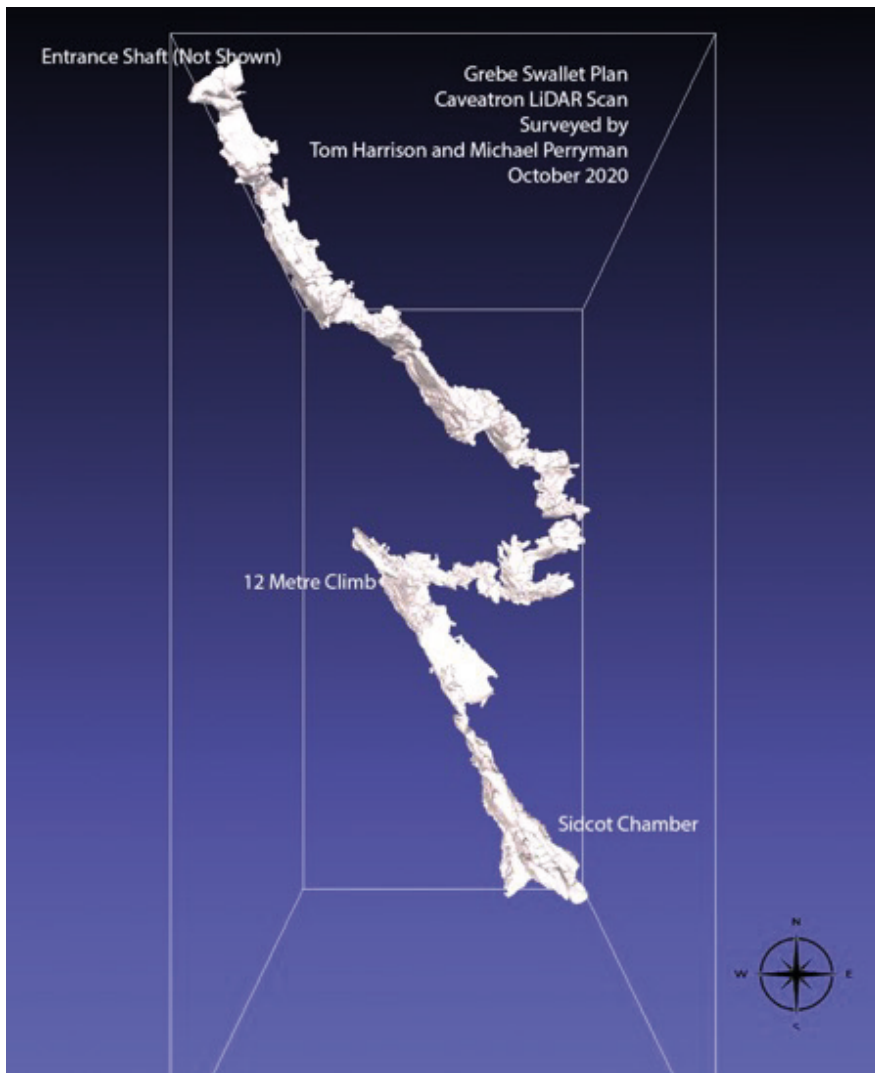 Entrance Shaft (Not Shown)
Grebe Swallet Plan
Caveatron LiDAR Scan
Surveyed by
Tom Harrison and Michael Perryman
October 2020
12 Metre Climb
Sidcot Chamber
N
W E
S